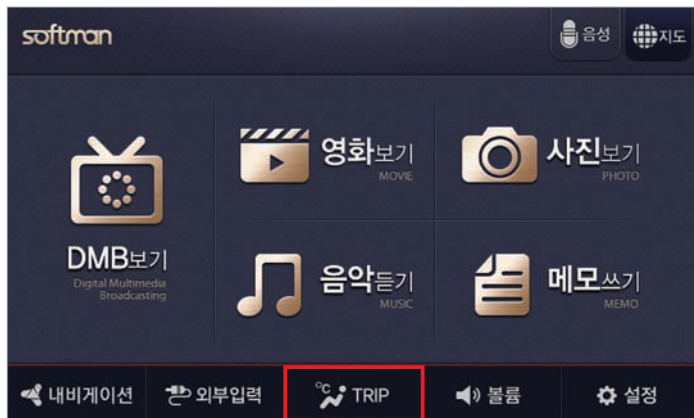 softman
음성
지도
DMB보기
Digital Multimedia
Broadcasting
영화보기
MOVIE
사진보기
PHOTO
음악듣기
MUSIC
메모쓰기
MEMO
내비게이션
외부입력
℃ TRIP
볼륨
설정